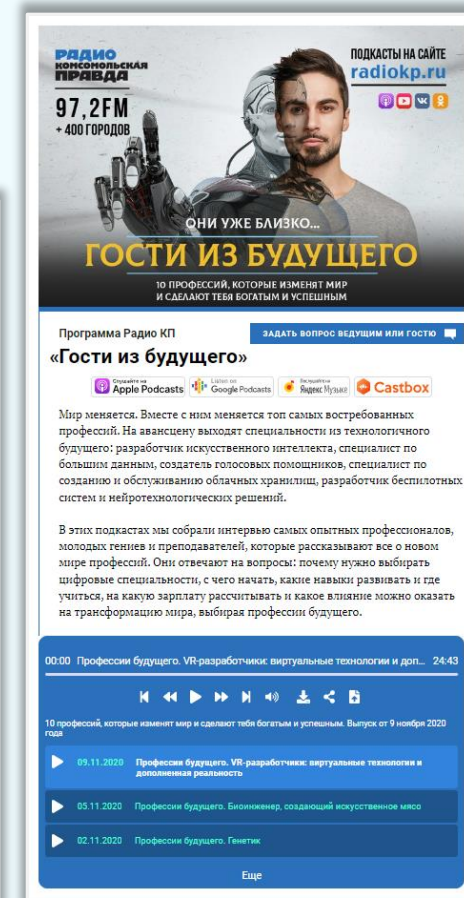 РАДИО
КОМСОМОЛЬСКАЯ
ПРАВДА
97,2FM
+ 400 ГОРОДОВ
ПОДКАСТЫ НА САЙТЕ
radiokp.ru
ОНИ УЖЕ БЛИЗКО...
ГОСТИ ИЗ БУДУЩЕГО
10 ПРОФЕССИЙ, КОТОРЫЕ ИЗМЕНЯТ МИР
И СДЕЛАЮТ ТЕБЯ БОГАТЫМ И УСПЕШНЫМ
Программа Радио КП
ЗАДАТЬ ВОПРОС ВЕДУЩИМ ИЛИ ГОСТЮ
«Гости из будущего»
Слушайте на
Apple Podcasts
Listen on
Google Podcasts
Яндекс Музыке
Castbox
Мир меняется. Вместе с ним меняется топ самых востребованных
профессий. На авансцену выходят специальности из технологичного
будущего: разработчик искусственного интеллекта, специалист по
большим данным, создатель голосовых помощников, специалист по
созданию и обслуживанию облачных хранилищ, разработчик беспилотных
систем и нейротехнологических решений.
В этих подкастах мы собрали интервью самых опытных профессионалов,
молодых гениев и преподавателей, которые рассказывают все о новом
мире профессий. Они отвечают на вопросы: почему нужно выбирать
цифровые специальности, с чего начать, какие навыки развивать и где
учиться, на какую зарплату рассчитывать и какое влияние можно оказать
на трансформацию мира, выбирая профессии будущего.
00:00 Профессии будущего. VR-разработчики: виртуальные технологии и доп... 24:43
10 профессий, которые изменят мир и сделают тебя богатым и успешным. Выпуск от 9 ноября 2020
года
09.11.2020 Профессии будущего. VR-разработчики: виртуальные технологии и
дополненная реальность
05.11.2020 Профессии будущего. Биоинженер, создающий искусственное мясо
02.11.2020 Профессии будущего. Генетик
Еще